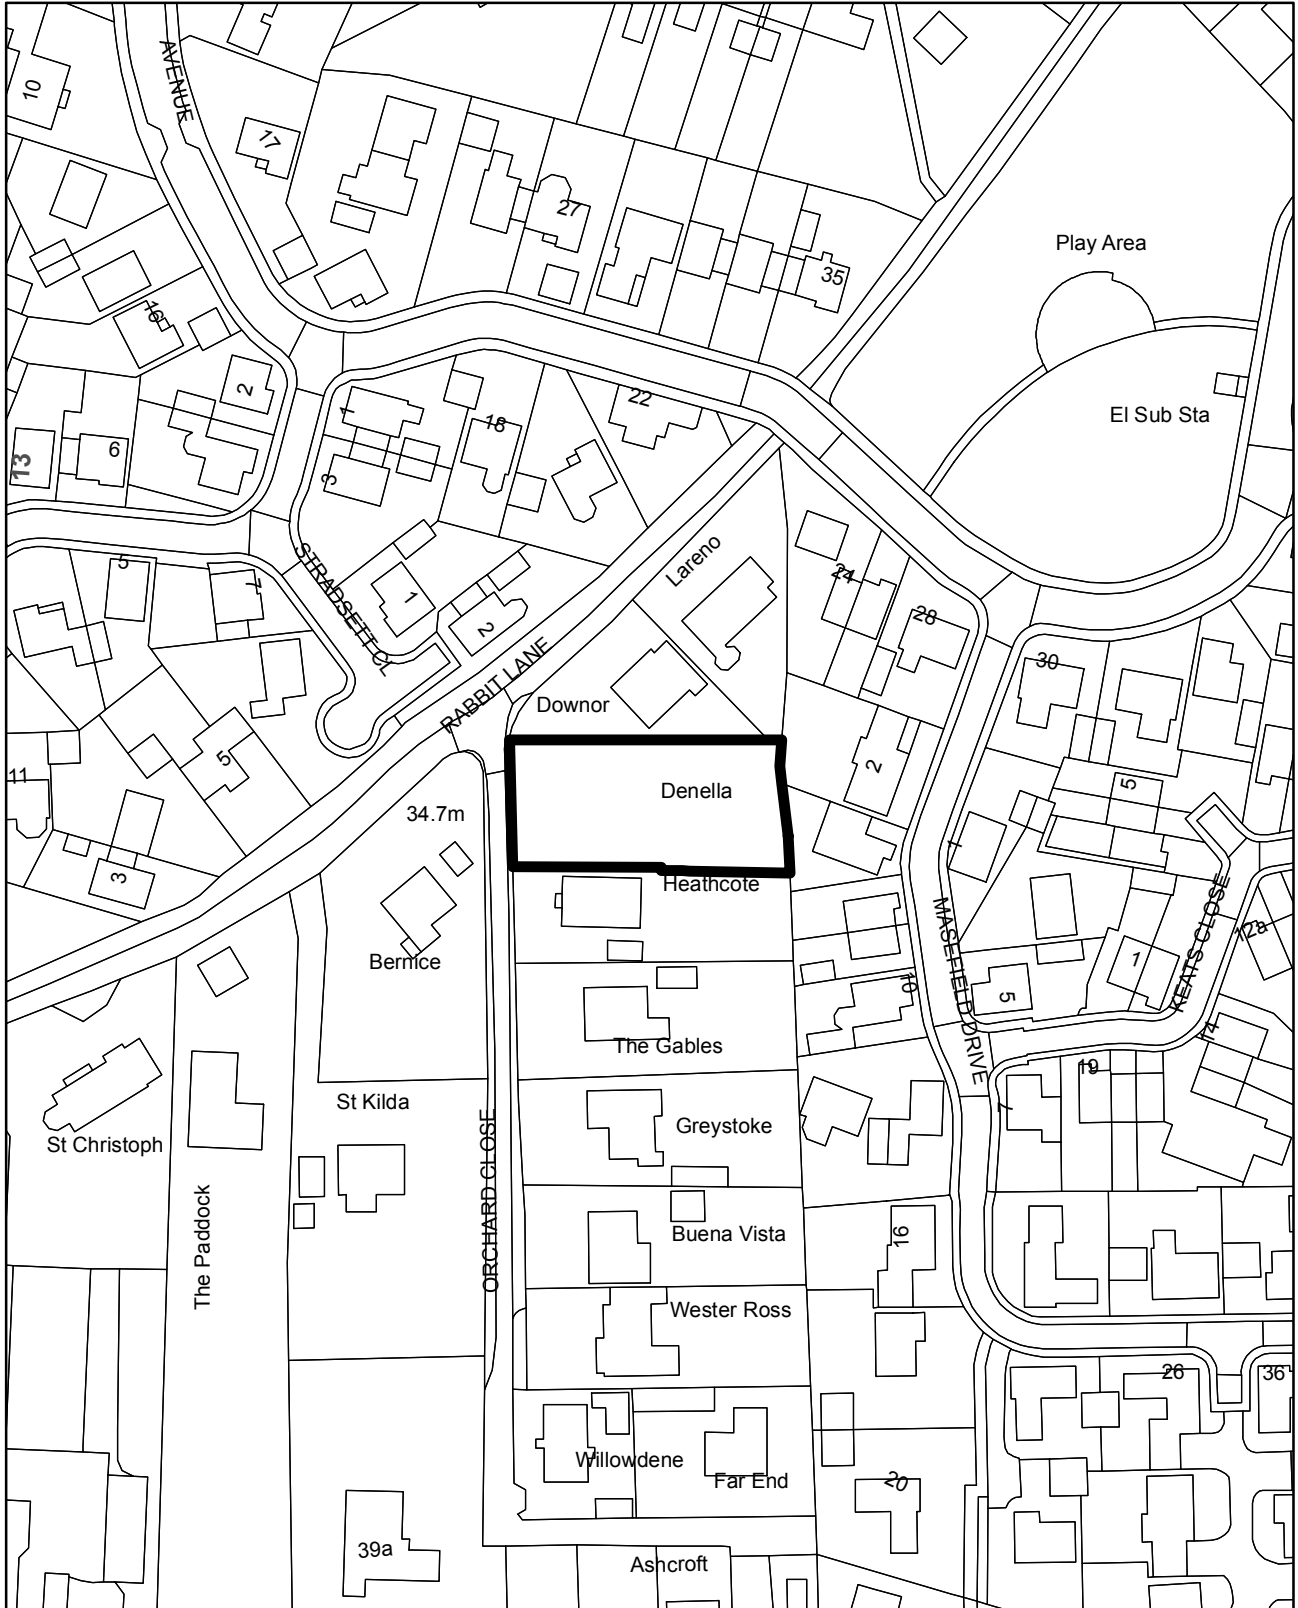 AVENUE
10
17
27
35
Play Area
16
2
1
18
22
El Sub Sta
13
6
3
5
7
STRADSETT CL
1
2
Lareno
24
28
30
RABBIT LANE
Downor
11
5
34.7m
Denella
2
5
1
3
Heathcote
MASEFIELD DRIVE
KEATS CLOSE
12a
Bernice
10
5
1
14
The Gables
19
St Kilda
7
St Christoph
Greystoke
The Paddock
ORCHARD CLOSE
Buena Vista
16
Wester Ross
26
36
Willowdene
Far End
20
39a
Ashcroft